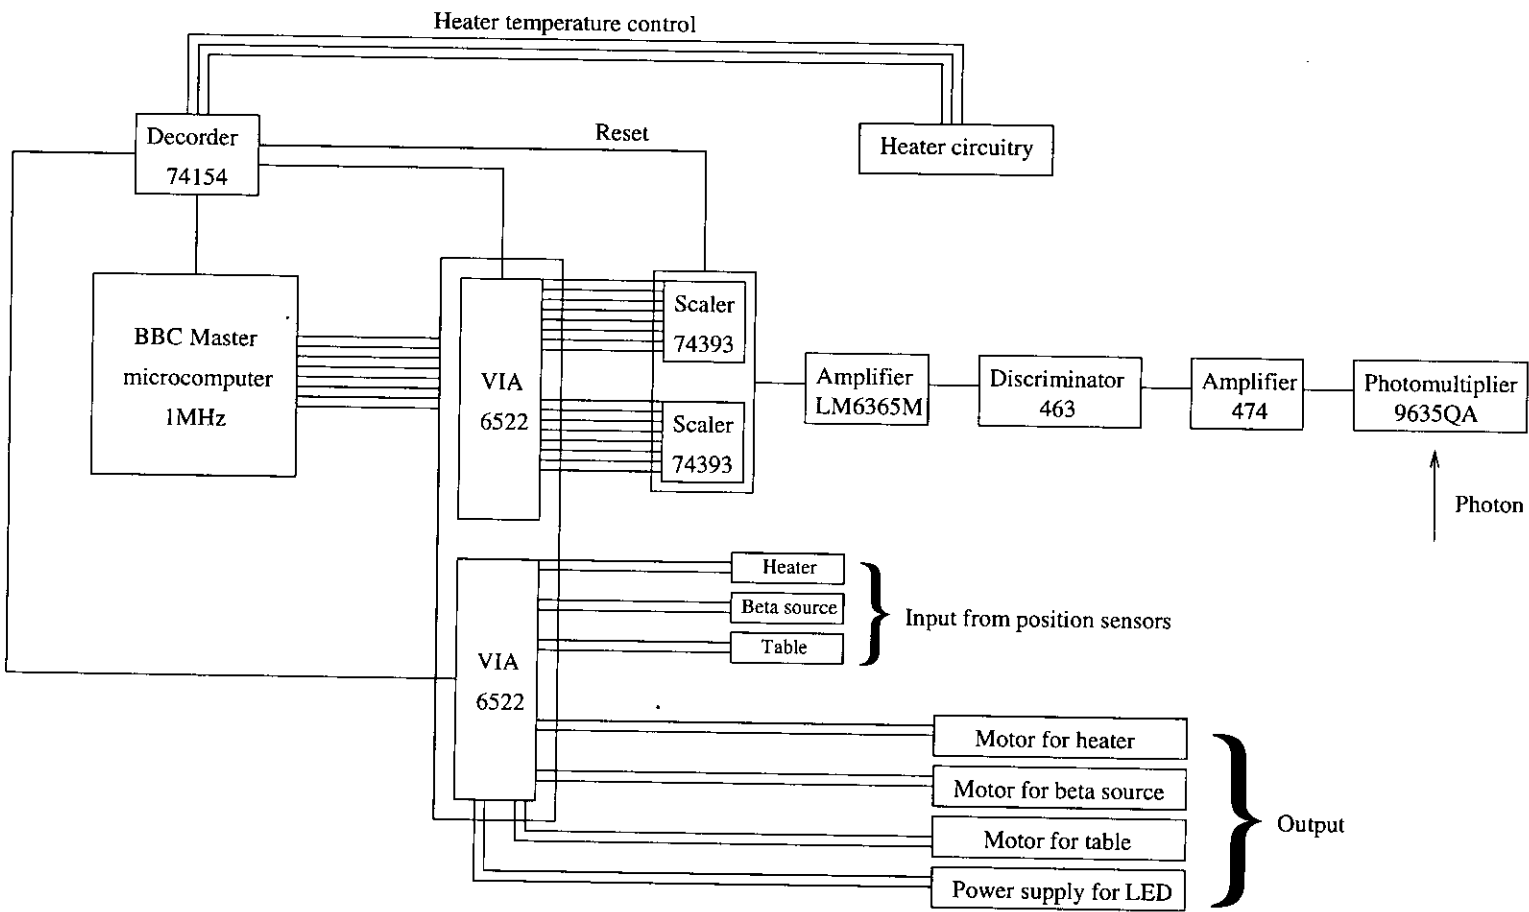 Heater temperature control
Decorder
74154
Reset
Heater circuitry
BBC Master
microcomputer
1MHz
VIA
6522
Scaler
74393
Scaler
74393
Amplifier
LM6365M
Discriminator
463
Amplifier
474
Photomultiplier
9635QA
Photon
VIA
6522
Heater
Beta source
Table
Input from position sensors
Motor for heater
Motor for beta source
Motor for table
Power supply for LED
Output